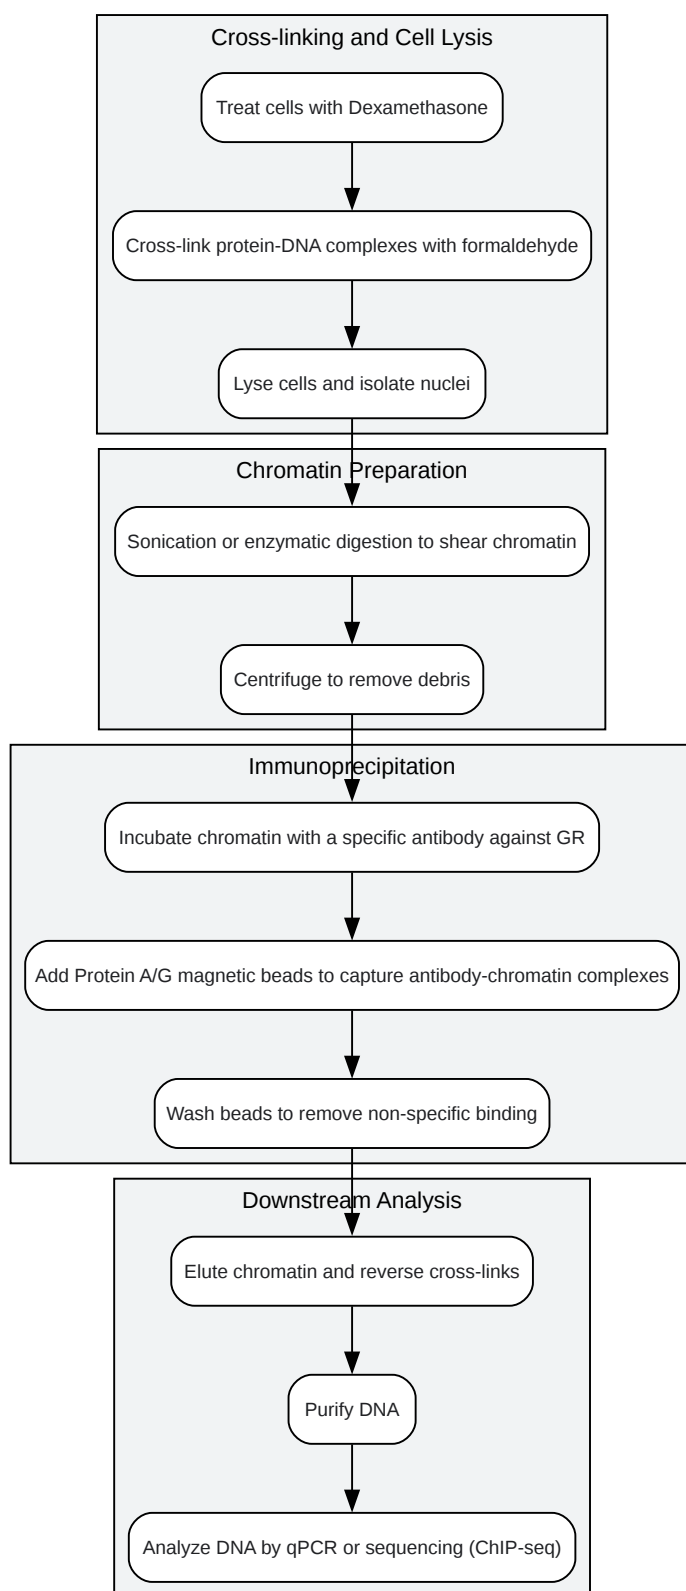 Cross-linking and Cell Lysis
Treat cells with Dexamethasone
Cross-link protein-DNA complexes with formaldehyde
Lyse cells and isolate nuclei
Chromatin Preparation
Sonication or enzymatic digestion to shear chromatin
Centrifuge to remove debris
Immunoprecipitation
Incubate chromatin with a specific antibody against GR
Add Protein A/G magnetic beads to capture antibody-chromatin complexes
Wash beads to remove non-specific binding
Downstream Analysis
Elute chromatin and reverse cross-links
Purify DNA
Analyze DNA by qPCR or sequencing (ChIP-seq)